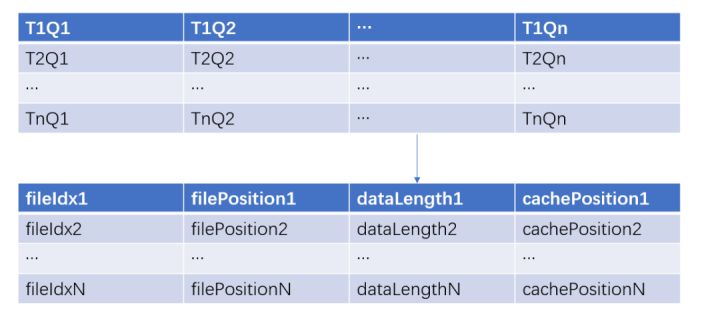 T1Q1 T1Q2 … T1Qn
T2Q1 T2Q2 … T2Qn
… … … …
TnQ1 TnQ2 … TnQn
fileIdx1 filePosition1 dataLength1 cachePosition1
fileIdx2 filePosition2 dataLength2 cachePosition2
… … … …
fileIdxN filePositionN dataLengthN cachePositionN